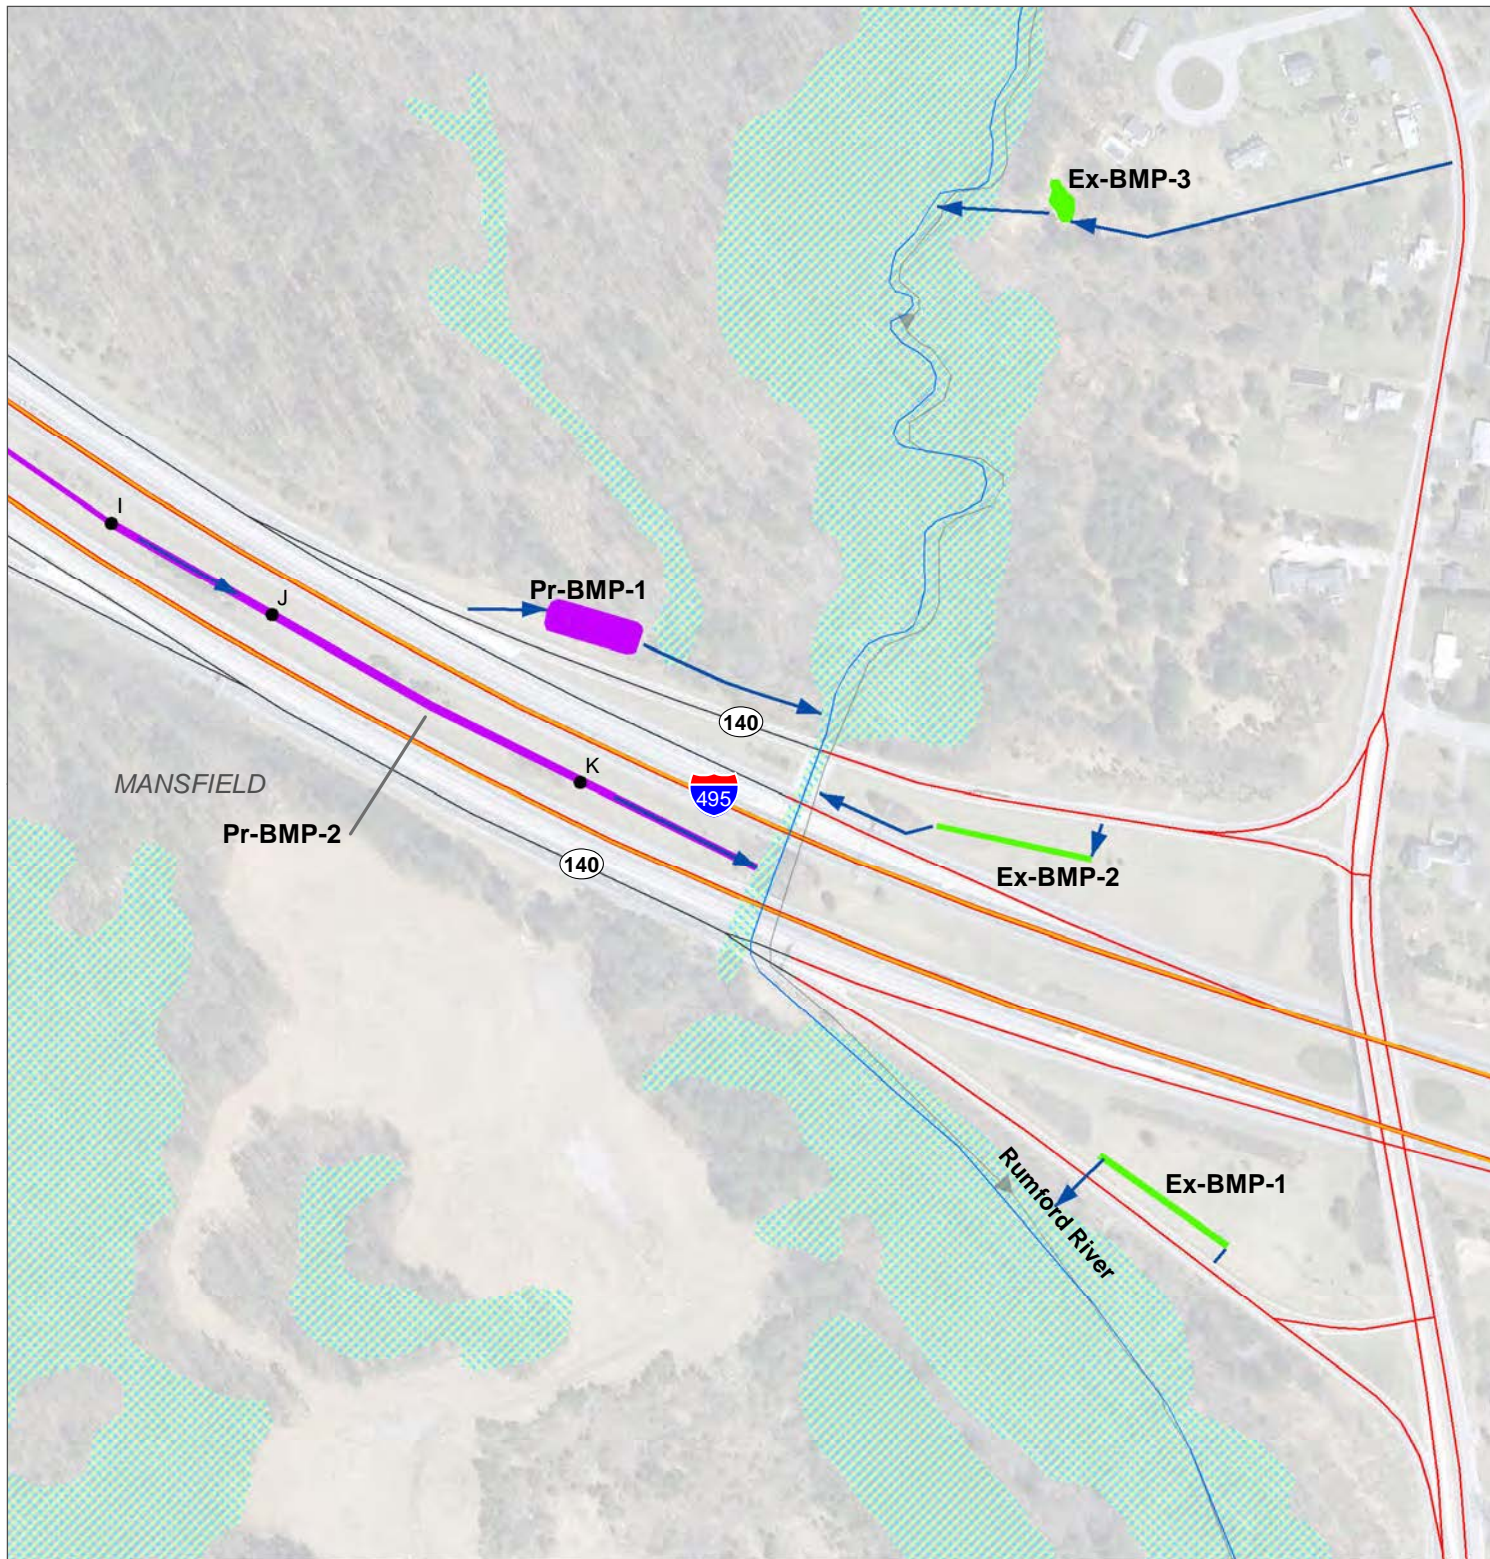 Ex-BMP-3
I
J
Pr-BMP-1
140
K
495
MANSFIELD
Pr-BMP-2
140
Ex-BMP-2
Rumford River
Ex-BMP-1